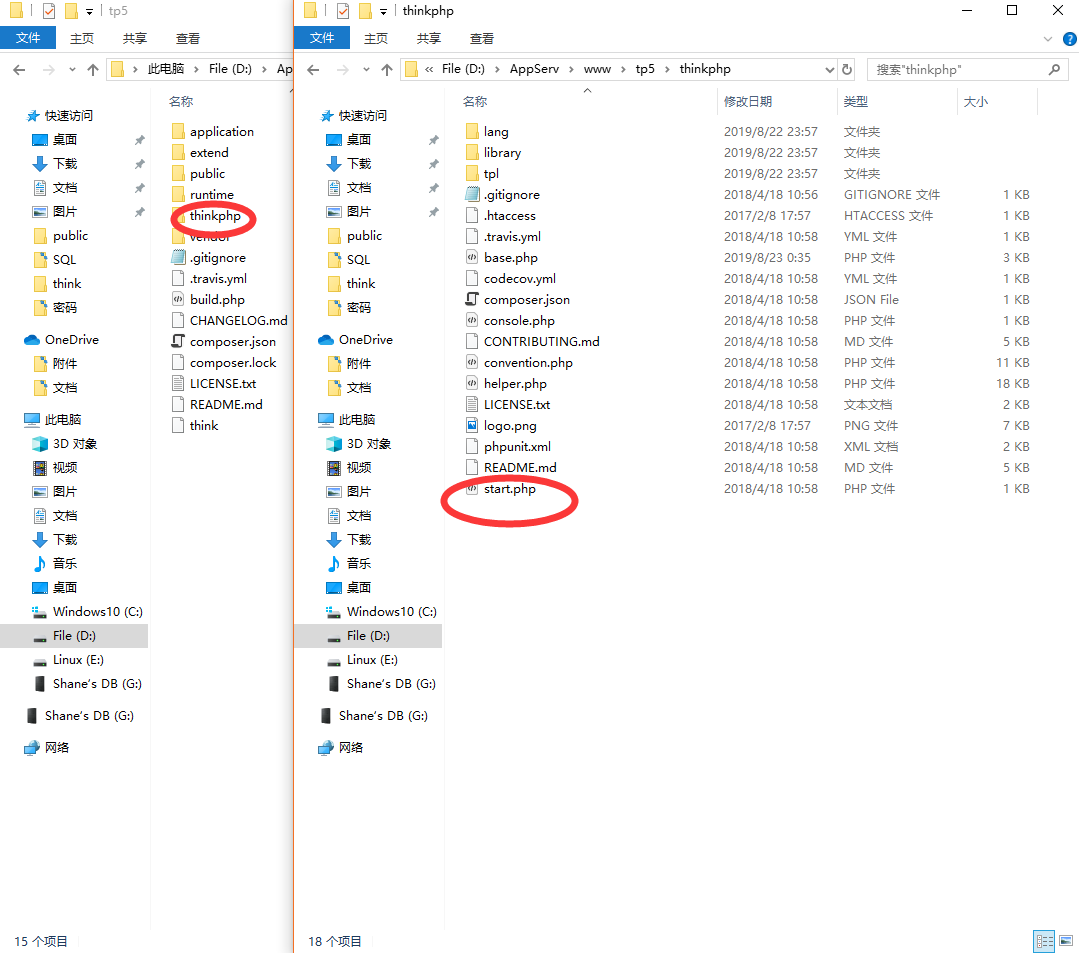 tp5
文件 主页 共享 查看
此电脑 File (D:) Ap
快速访问
桌面
下载
文档
图片
public
SQL
think
密码
OneDrive
附件
文档
此电脑
3D 对象
视频
图片
文档
下载
音乐
桌面
Windows10 (C:)
File (D:)
Linux (E:)
Shane's DB (G:)
Shane's DB (G:)
网络
名称
application
extend
public
runtime
thinkphp
vendor
.gitignore
.travis.yml
build.php
CHANGELOG.md
composer.json
composer.lock
LICENSE.txt
README.md
think
15 个项目
thinkphp
文件 主页 共享 查看
« File (D:) AppServ www tp5 thinkphp
搜索"thinkphp"
快速访问
桌面
下载
文档
图片
public
SQL
think
密码
OneDrive
附件
文档
此电脑
3D 对象
视频
图片
文档
下载
音乐
桌面
Windows10 (C:)
File (D:)
Linux (E:)
Shane's DB (G:)
Shane's DB (G:)
网络
名称 修改日期 类型 大小
lang 2019/8/22 23:57 文件夹
library 2019/8/22 23:57 文件夹
tpl 2019/8/22 23:57 文件夹
.gitignore 2018/4/18 10:56 GITIGNORE 文件 1 KB
.htaccess 2017/2/8 17:57 HTACCESS 文件 1 KB
.travis.yml 2018/4/18 10:58 YML 文件 1 KB
base.php 2019/8/23 0:35 PHP 文件 3 KB
codecov.yml 2018/4/18 10:58 YML 文件 1 KB
composer.json 2018/4/18 10:58 JSON File 1 KB
console.php 2018/4/18 10:58 PHP 文件 1 KB
CONTRIBUTING.md 2018/4/18 10:58 MD 文件 5 KB
convention.php 2018/4/18 10:58 PHP 文件 11 KB
helper.php 2018/4/18 10:58 PHP 文件 18 KB
LICENSE.txt 2018/4/18 10:58 文本文档 2 KB
logo.png 2017/2/8 17:57 PNG 文件 7 KB
phpunit.xml 2018/4/18 10:58 XML 文档 2 KB
README.md 2018/4/18 10:58 MD 文件 5 KB
start.php 2018/4/18 10:58 PHP 文件 1 KB
18 个项目